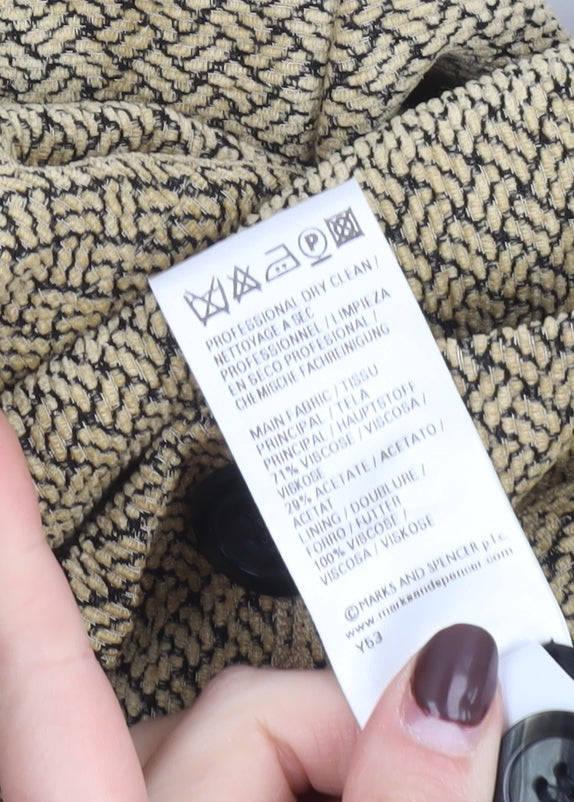 P
PROFESSIONAL DRY CLEAN /
NETTOYAGE A SEC
PROFESSIONNEL / LIMPIEZA
EN SECO PROFESIONAL /
CHEMISCHE FACHREINIGUNG
MAIN FABRIC / TISSU
PRINCIPAL / TELA
PRINCIPAL / HAUPTSTOFF
71% VISCOSE / VISCOSA /
VISKOSE
29% ACETATE / ACETATO /
ACETAT
LINING / DOUBLURE /
FORRO / FUTTER
100% VISCOSE /
VISCOSA / VISKOSE
©MARKS AND SPENCER p.l.c.
www.marksandspencer.com
Y53